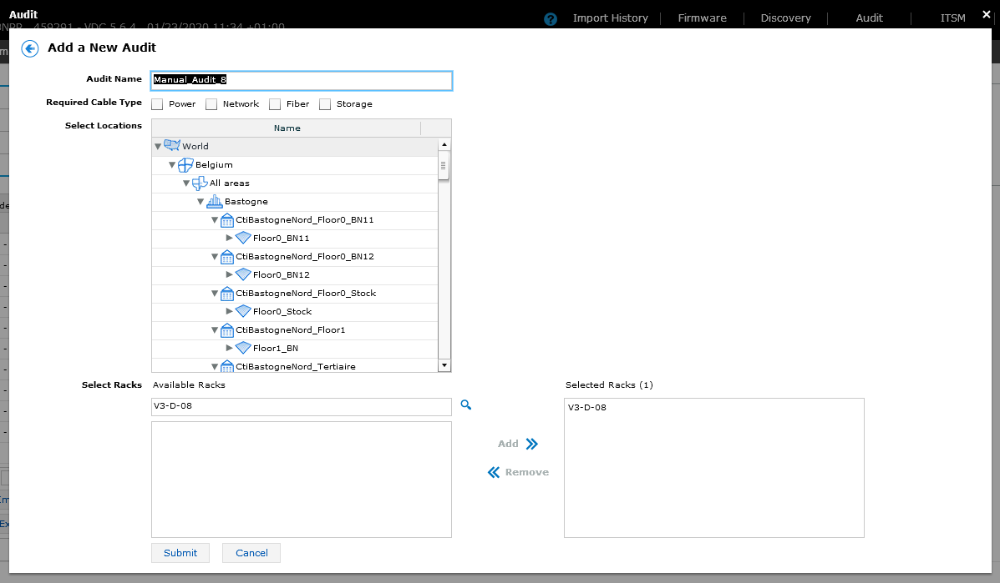 Audit
459291 - VDC 5.6.4 01/23/2020 11:34 +01:00
? Import History Firmware Discovery Audit ITSM
Add a New Audit
Audit Name Manual_Audit_8
Required Cable Type Power Network Fiber Storage
Select Locations Name
World
Belgium
All areas
Bastogne
CtiBastogneNord_Floor0_BN11
Floor0_BN11
CtiBastogneNord_Floor0_BN12
Floor0_BN12
CtiBastogneNord_Floor0_Stock
Floor0_Stock
CtiBastogneNord_Floor1
Floor1_BN
CtiBastogneNord_Tertiaire
Select Racks Available Racks Selected Racks (1)
V3-D-08 V3-D-08
Add
Remove
Submit Cancel